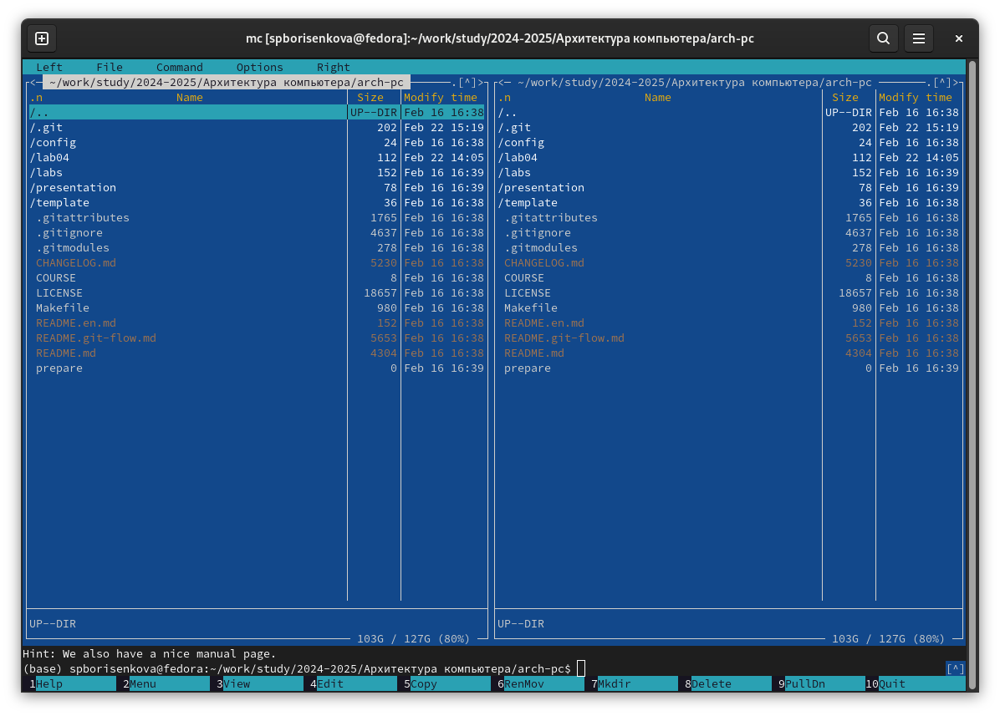 mc [spborisenkova@fedora]:~/work/study/2024-2025/Архитектура компьютера/arch-pc
Left File Command Options Right
<─ ~/work/study/2024-2025/Архитектура компьютера/arch-pc ─.[^]> <─ ~/work/study/2024-2025/Архитектура компьютера/arch-pc ─.[^]>
.n Name Size Modify time .n Name Size Modify time
/.. UP--DIR Feb 16 16:38 /.. UP--DIR Feb 16 16:38
/.git 202 Feb 22 15:19 /.git 202 Feb 22 15:19
/config 24 Feb 16 16:38 /config 24 Feb 16 16:38
/lab04 112 Feb 22 14:05 /lab04 112 Feb 22 14:05
/labs 152 Feb 16 16:39 /labs 152 Feb 16 16:39
/presentation 78 Feb 16 16:39 /presentation 78 Feb 16 16:39
/template 36 Feb 16 16:38 /template 36 Feb 16 16:38
.gitattributes 1765 Feb 16 16:38 .gitattributes 1765 Feb 16 16:38
.gitignore 4637 Feb 16 16:38 .gitignore 4637 Feb 16 16:38
.gitmodules 278 Feb 16 16:38 .gitmodules 278 Feb 16 16:38
CHANGELOG.md 5230 Feb 16 16:38 CHANGELOG.md 5230 Feb 16 16:38
COURSE 8 Feb 16 16:38 COURSE 8 Feb 16 16:38
LICENSE 18657 Feb 16 16:38 LICENSE 18657 Feb 16 16:38
Makefile 980 Feb 16 16:38 Makefile 980 Feb 16 16:38
README.en.md 152 Feb 16 16:38 README.en.md 152 Feb 16 16:38
README.git-flow.md 5653 Feb 16 16:38 README.git-flow.md 5653 Feb 16 16:38
README.md 4304 Feb 16 16:38 README.md 4304 Feb 16 16:38
prepare 0 Feb 16 16:39 prepare 0 Feb 16 16:39
UP--DIR UP--DIR
103G / 127G (80%) 103G / 127G (80%)
Hint: We also have a nice manual page.
(base) spborisenkova@fedora:~/work/study/2024-2025/Архитектура компьютера/arch-pc$ [^]
1Help 2Menu 3View 4Edit 5Copy 6RenMov 7Mkdir 8Delete 9PullDn 10Quit